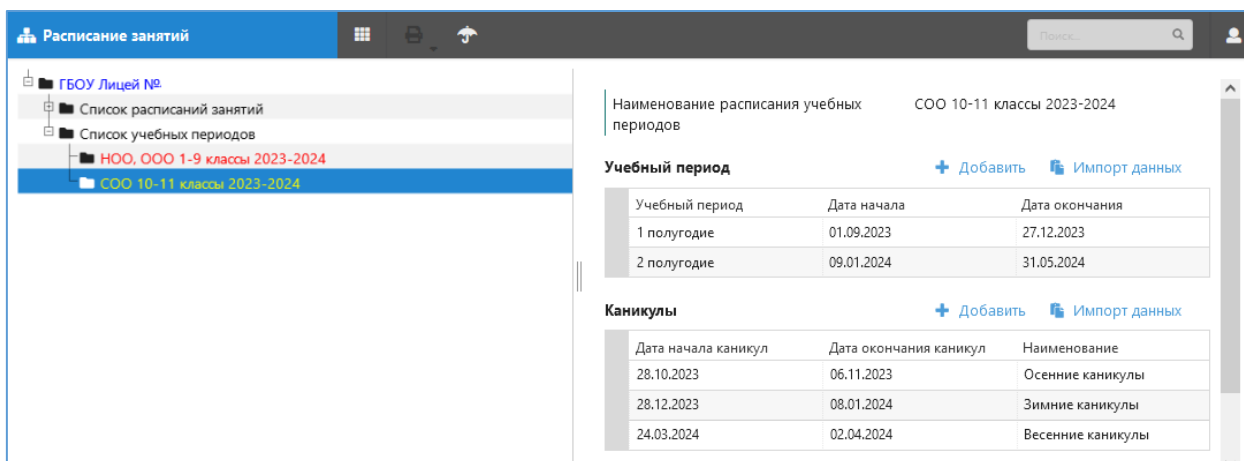 Расписание занятий
Поиск...
ГБОУ Лицей №
Список расписаний занятий
Список учебных периодов
НОО, ООО 1-9 классы 2023-2024
СОО 10-11 классы 2023-2024
Наименование расписания учебных периодов
СОО 10-11 классы 2023-2024
Учебный период Добавить Импорт данных
Учебный период Дата начала Дата окончания
1 полугодие 01.09.2023 27.12.2023
2 полугодие 09.01.2024 31.05.2024
Каникулы Добавить Импорт данных
Дата начала каникул Дата окончания каникул Наименование
28.10.2023 06.11.2023 Осенние каникулы
28.12.2023 08.01.2024 Зимние каникулы
24.03.2024 02.04.2024 Весенние каникулы